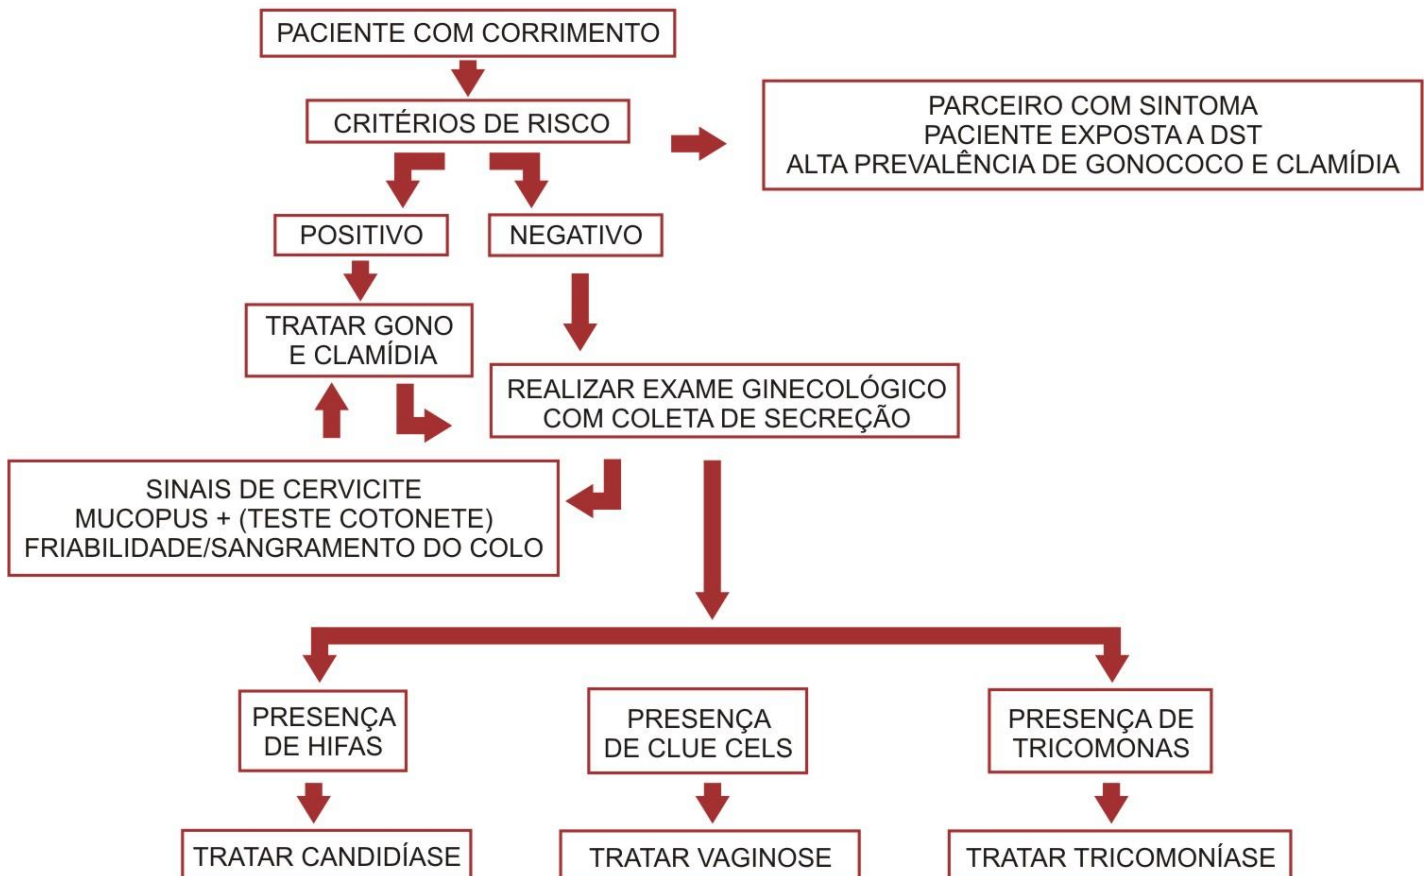 PACIENTE COM CORRIMENTO
CRITÉRIOS DE RISCO
PARCEIRO COM SINTOMA
PACIENTE EXPOSTA A DST
ALTA PREVALÊNCIA DE GONOCOCO E CLAMÍDIA
POSITIVO
NEGATIVO
TRATAR GONO
E CLAMÍDIA
REALIZAR EXAME GINECOLÓGICO
COM COLETA DE SECREÇÃO
SINAIS DE CERVICITE
MUCOPUS + (TESTE COTONETE)
FRIABILIDADE/SANGRAMENTO DO COLO
PRESENÇA
DE HIFAS
PRESENÇA
DE CLUE CELS
PRESENÇA DE
TRICOMONAS
TRATAR CANDIDÍASE
TRATAR VAGINOSE
TRATAR TRICOMONÍASE